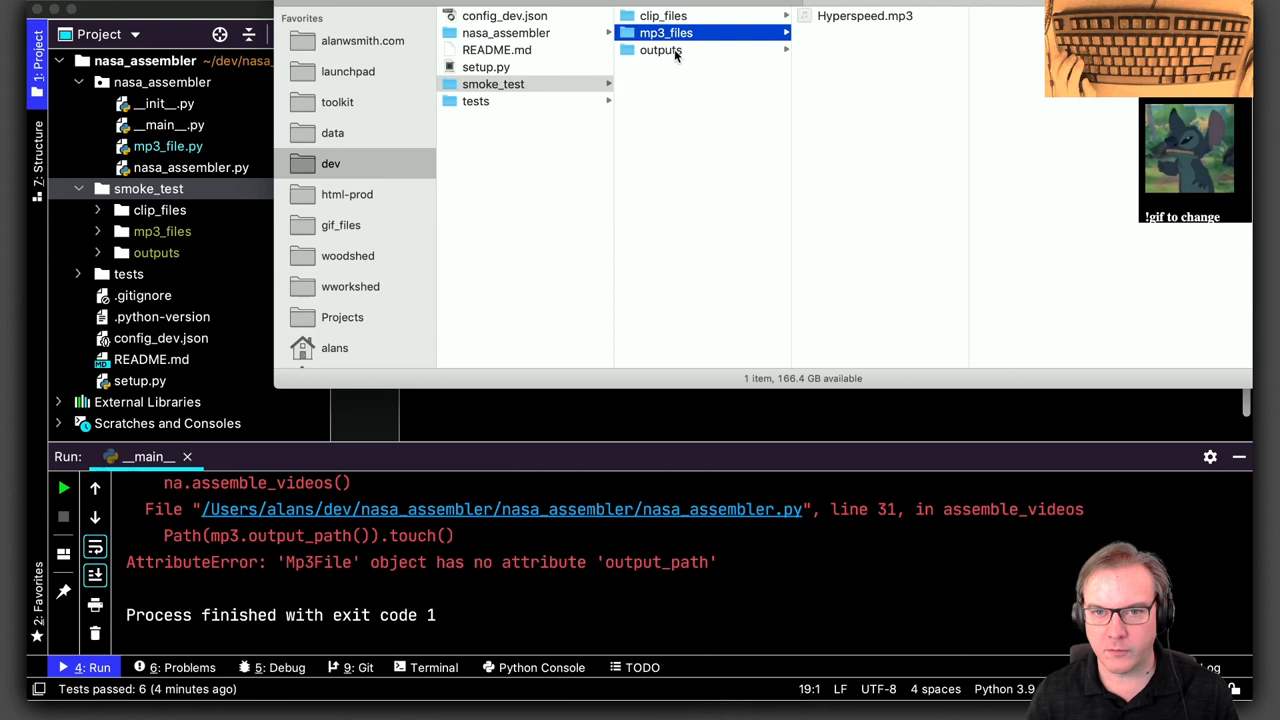 Project
nasa_assembler ~/dev/nasa_
nasa_assembler
__init__.py
__main__.py
mp3_file.py
nasa_assembler.py
smoke_test
clip_files
mp3_files
outputs
tests
.gitignore
.python-version
config_dev.json
README.md
setup.py
External Libraries
Scratches and Consoles
1: Project
7: Structure
2: Favorites
Favorites
alanwsmith.com
launchpad
toolkit
data
dev
html-prod
gif_files
woodshed
wworkshed
Projects
alans
config_dev.json
nasa_assembler
README.md
setup.py
smoke_test
tests
clip_files
mp3_files
outputs
Hyperspeed.mp3
1 item, 166.4 GB available
!gif to change
Run: __main__
na.assemble_videos()
File "/Users/alans/dev/nasa_assembler/nasa_assembler/nasa_assembler.py", line 31, in assemble_videos
Path(mp3.output_path()).touch()
AttributeError: 'Mp3File' object has no attribute 'output_path'
Process finished with exit code 1
4: Run 6: Problems 5: Debug 9: Git Terminal Python Console TODO
Tests passed: 6 (4 minutes ago) 19:1 LF UTF-8 4 spaces Python 3.9